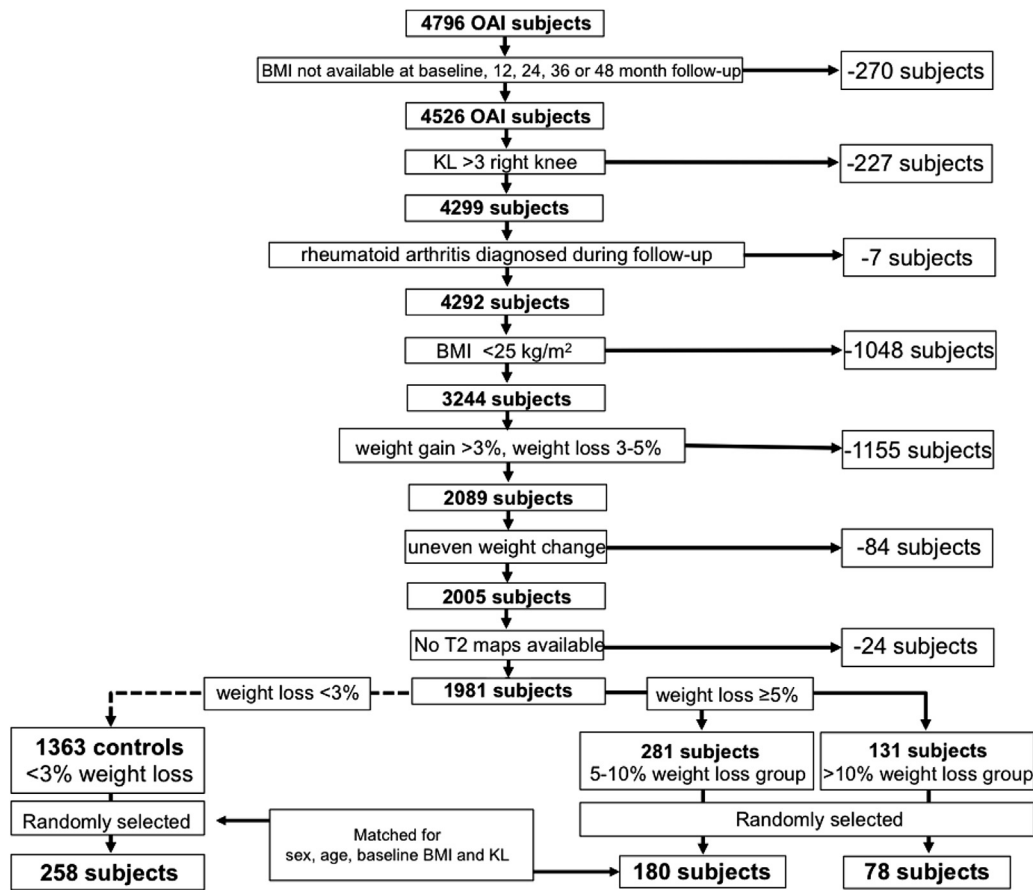 4796 OAI subjects
BMI not available at baseline, 12, 24, 36 or 48 month follow-up
-270 subjects
4526 OAI subjects
KL >3 right knee
-227 subjects
4299 subjects
rheumatoid arthritis diagnosed during follow-up
-7 subjects
4292 subjects
BMI <25 kg/m²
-1048 subjects
3244 subjects
weight gain >3%, weight loss 3-5%
-1155 subjects
2089 subjects
uneven weight change
-84 subjects
2005 subjects
No T2 maps available
-24 subjects
weight loss <3%
1981 subjects
weight loss ≥5%
1363 controls
<3% weight loss
281 subjects
5-10% weight loss group
131 subjects
>10% weight loss group
Randomly selected
Randomly selected
Matched for
sex, age, baseline BMI and KL
258 subjects
180 subjects
78 subjects